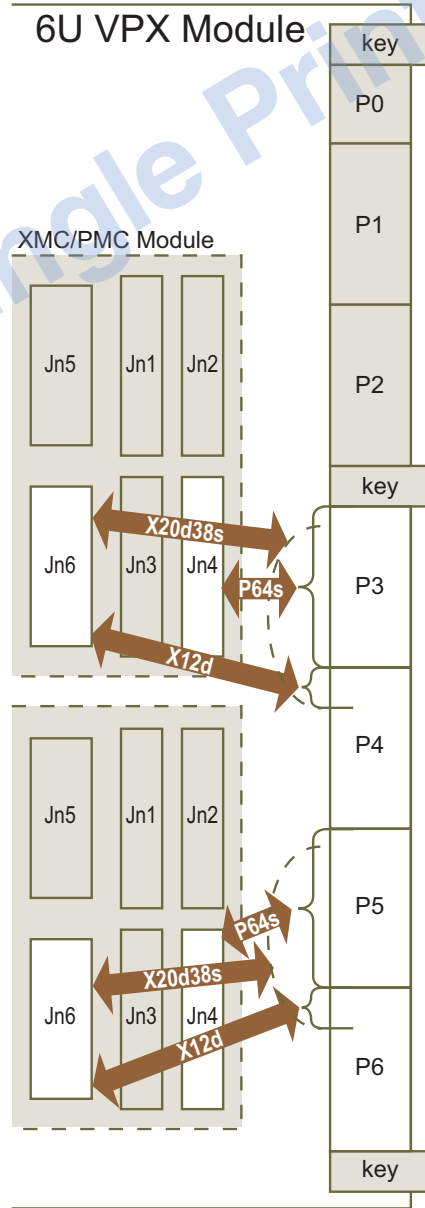 6U VPX Module
key
P0
P1
XMC/PMC Module
Jn5
Jn1
Jn2
P2
key
X20d38s
Jn6
Jn3
Jn4
P64s
P3
X12d
P4
Jn5
Jn1
Jn2
P5
P64s
X20d38s
Jn6
Jn3
Jn4
X12d
P6
key